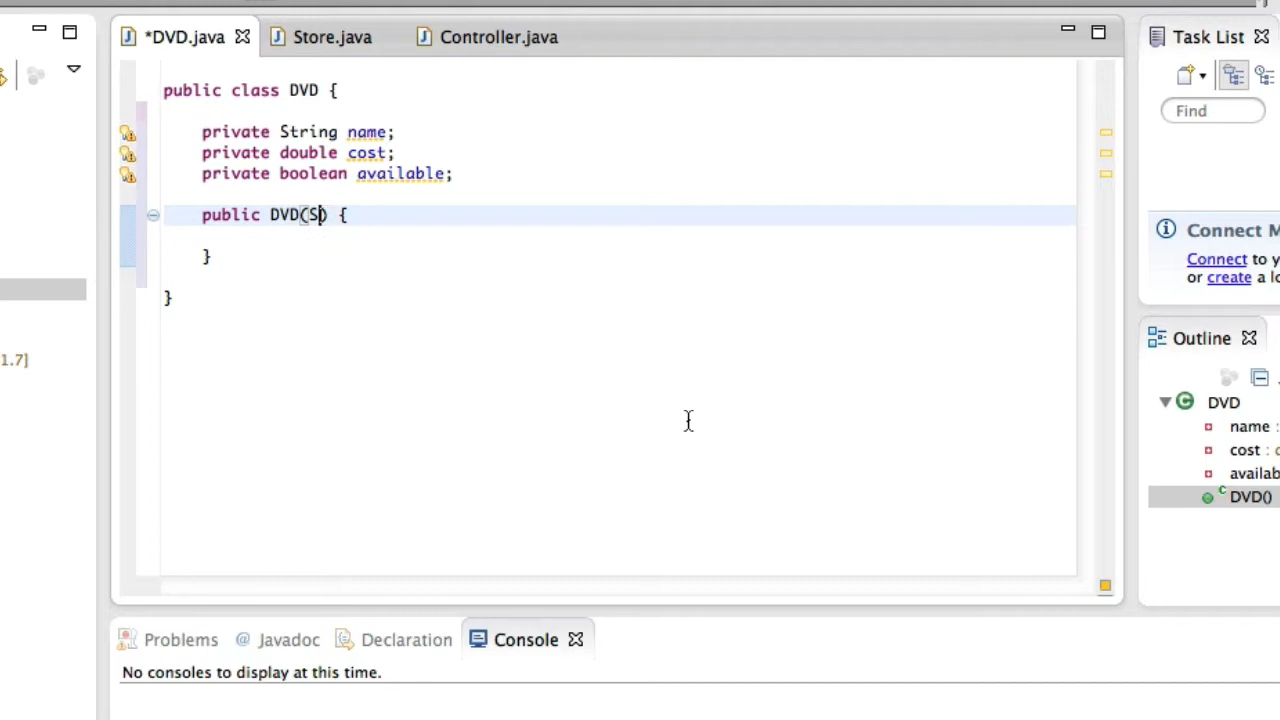 *DVD.java
Store.java
Controller.java
Task List
Find
public class DVD {
private String name;
private double cost;
private boolean available;
public DVD(S) {
}
}
Connect M
Connect to y
or create a lo
1.7]
Outline
DVD
name :
cost :
availab
DVD()
Problems
@ Javadoc
Declaration
Console
No consoles to display at this time.